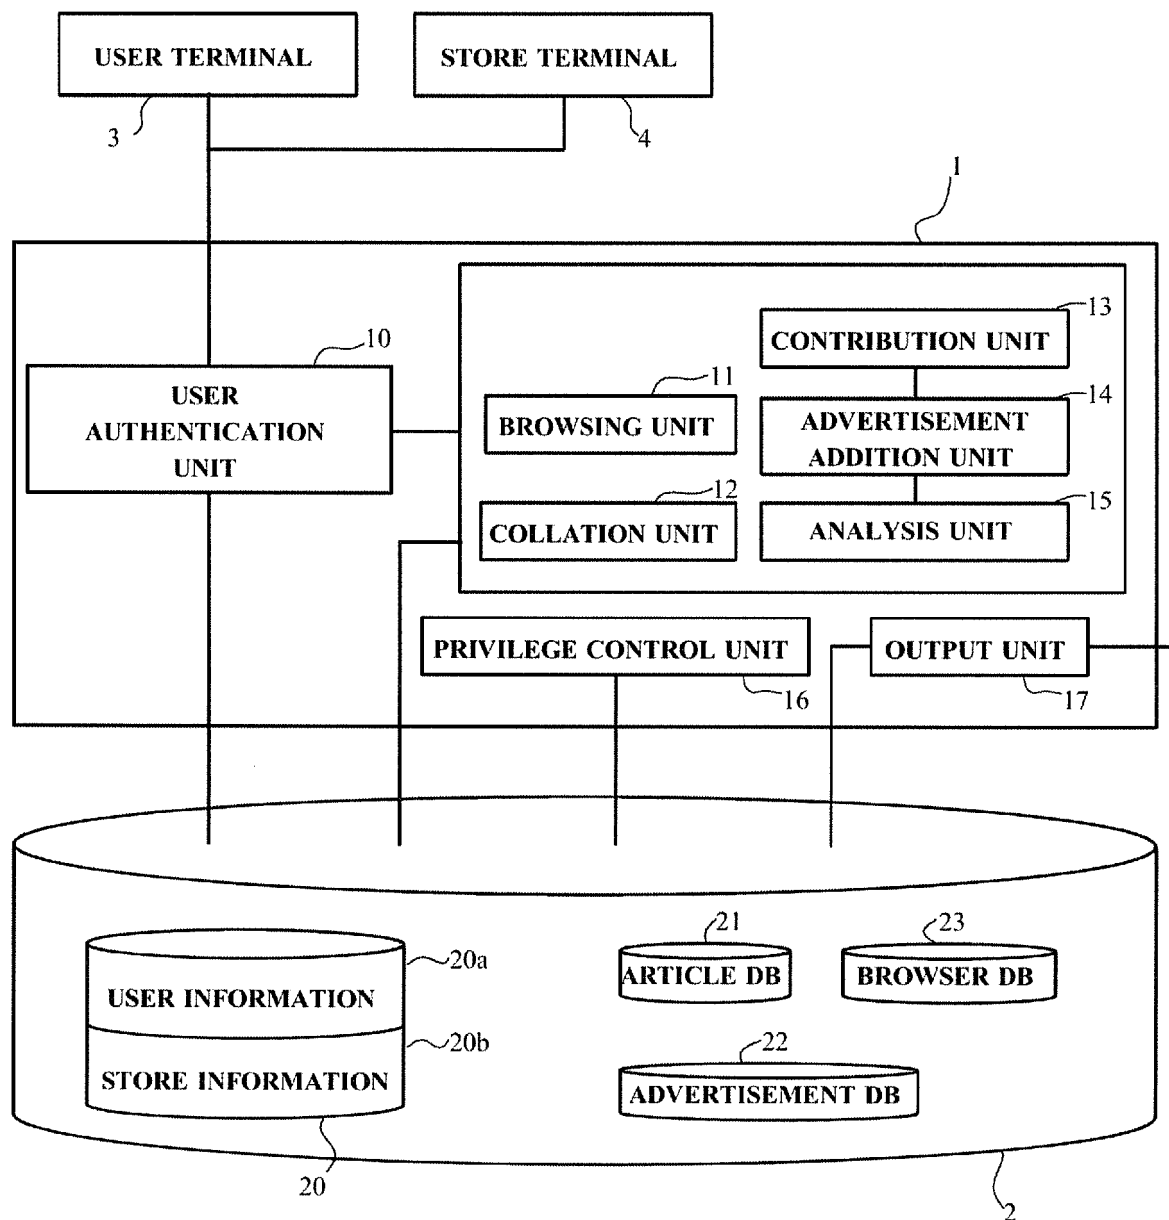 USER TERMINAL
STORE TERMINAL
3
4
1
10
USER
AUTHENTICATION
UNIT
13
CONTRIBUTION UNIT
11
BROWSING UNIT
14
ADVERTISEMENT
ADDITION UNIT
12
COLLATION UNIT
15
ANALYSIS UNIT
PRIVILEGE CONTROL UNIT
16
OUTPUT UNIT
17
20a
USER INFORMATION
20b
STORE INFORMATION
20
21
ARTICLE DB
23
BROWSER DB
22
ADVERTISEMENT DB
2